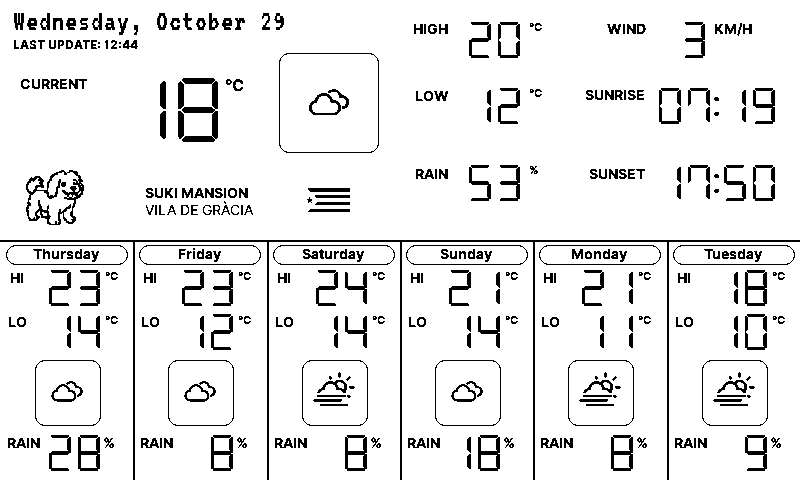 Wednesday, October 29
LAST UPDATE: 12:44
CURRENT 18 °C
SUKI MANSION
VILA DE GRÀCIA
HIGH 20 °C
WIND 3 KM/H
LOW 12 °C
SUNRISE 07:19
RAIN 53 %
SUNSET 17:50
Thursday
HI 23 °C
LO 14 °C
RAIN 28 %
Friday
HI 23 °C
LO 12 °C
RAIN 8 %
Saturday
HI 24 °C
LO 14 °C
RAIN 8 %
Sunday
HI 21 °C
LO 14 °C
RAIN 18 %
Monday
HI 21 °C
LO 11 °C
RAIN 8 %
Tuesday
HI 18 °C
LO 10 °C
RAIN 9 %